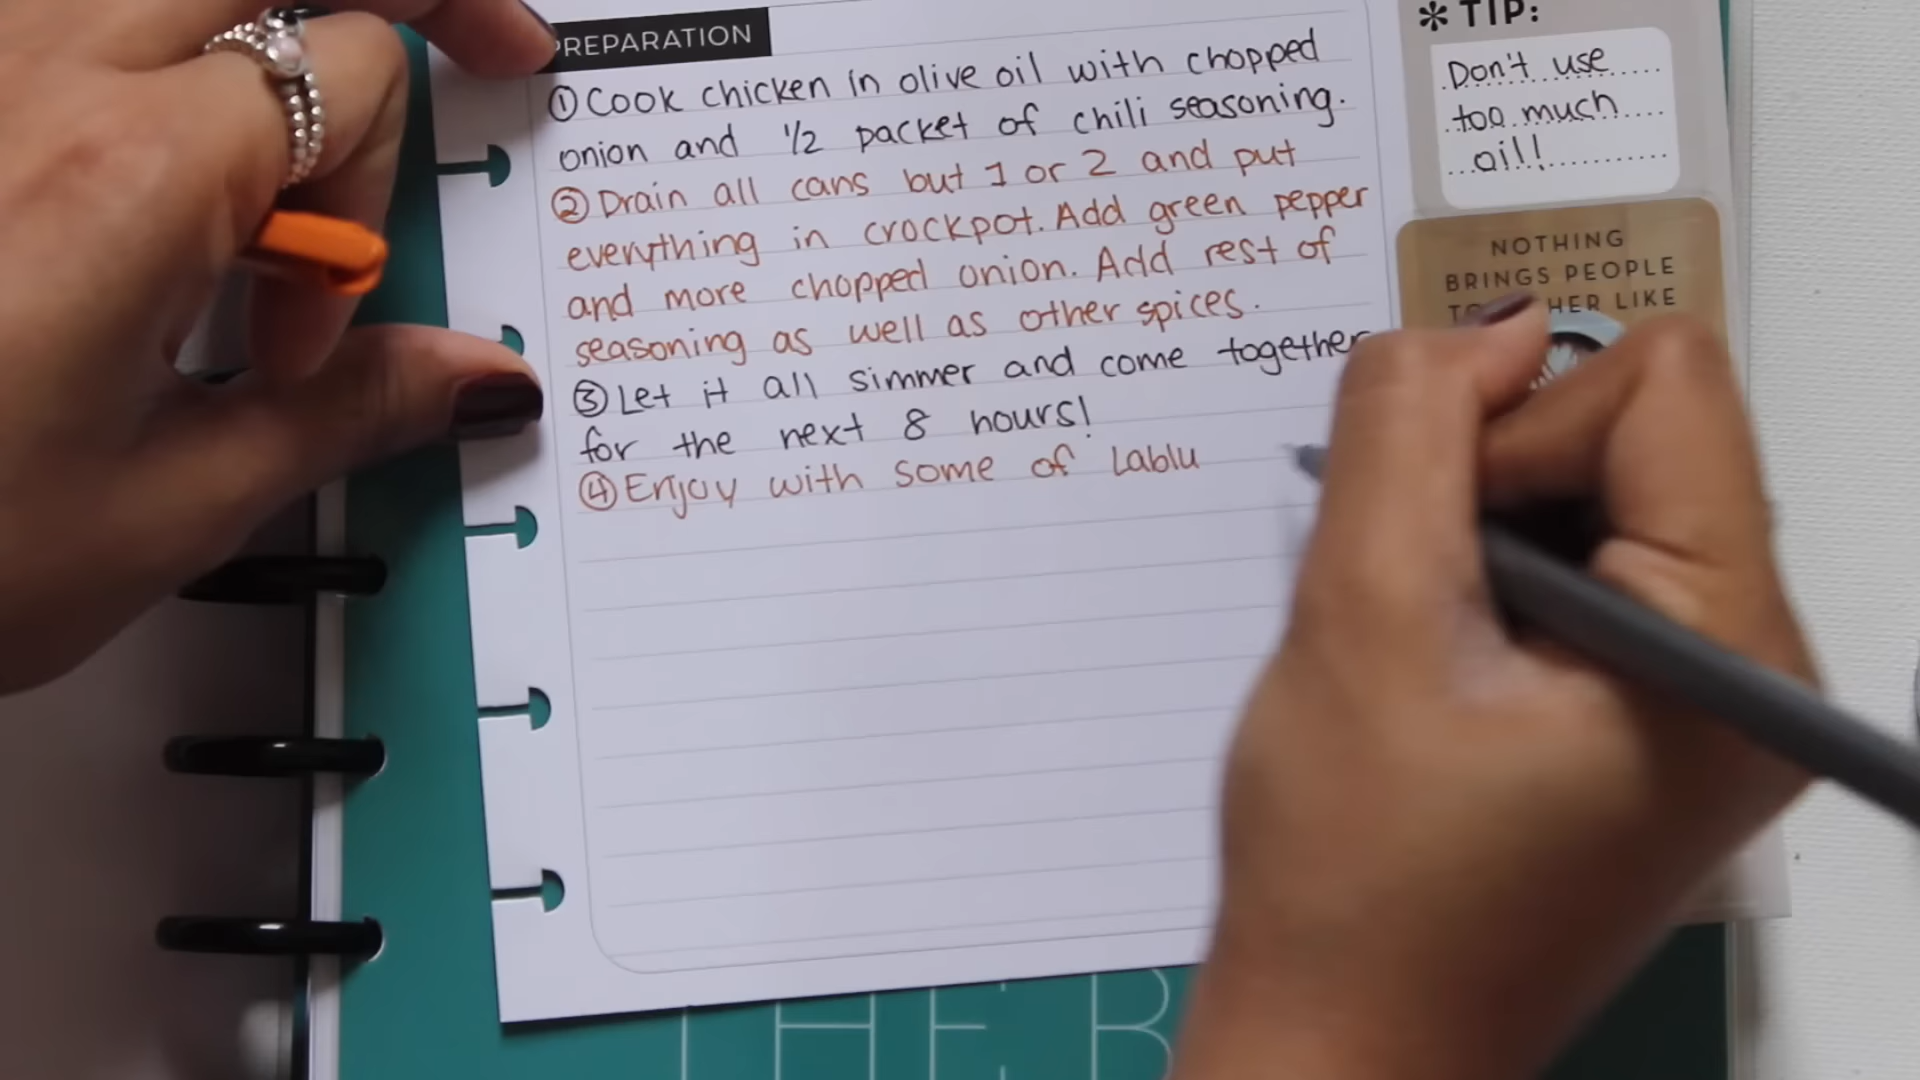 PREPARATION
① Cook chicken in olive oil with chopped
onion and ½ packet of chili seasoning.
② Drain all cans but 1 or 2 and put
everything in crockpot. Add green pepper
and more chopped onion. Add rest of
seasoning as well as other spices.
③ Let it all simmer and come together
for the next 8 hours!
④ Enjoy with some of Lablu
* TIP:
Don't use
too much
oil!
NOTHING
BRINGS PEOPLE
LIKE
THE B